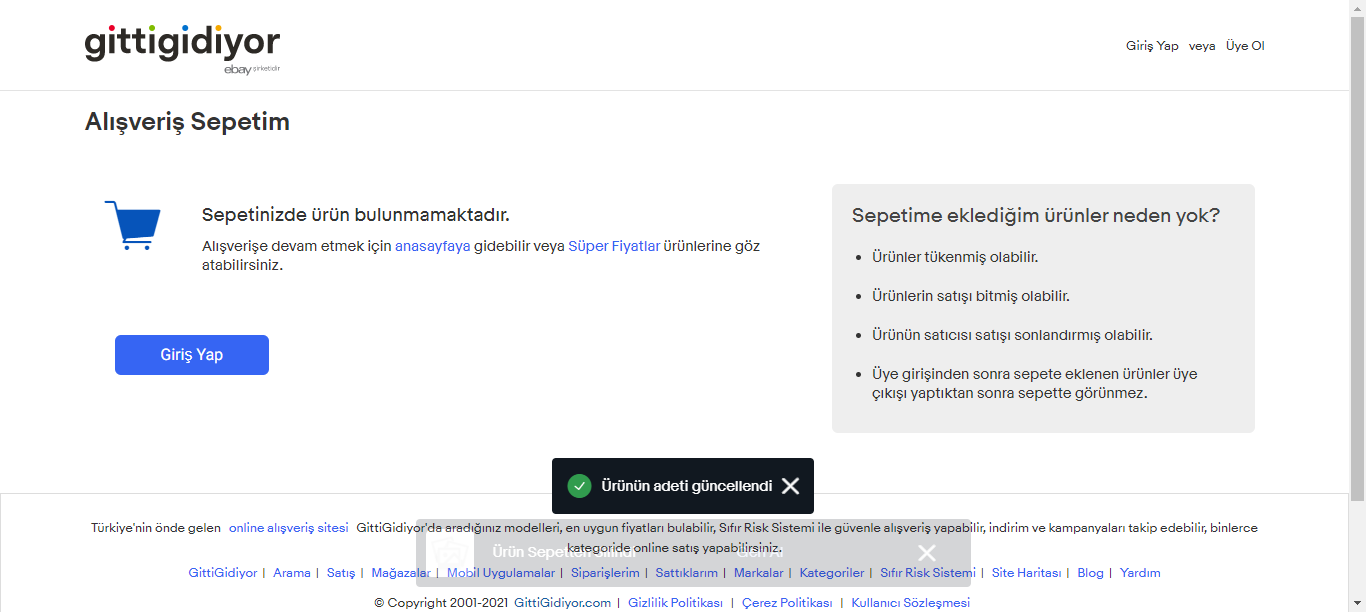 gittigidiyor
ebay şirketidir
Giriş Yap veya Üye Ol
Alışveriş Sepetim
Sepetinizde ürün bulunmamaktadır.
Alışverişe devam etmek için anasayfaya gidebilir veya Süper Fiyatlar ürünlerine göz
atabilirsiniz.
Giriş Yap
Sepetime eklediğim ürünler neden yok?
Ürünler tükenmiş olabilir.
Ürünlerin satışı bitmiş olabilir.
Ürünün satıcısı satışı sonlandırmış olabilir.
Üye girişinden sonra sepete eklenen ürünler üye
çıkışı yaptıktan sonra sepette görünmez.
Ürünün adeti güncellendi
Türkiye'nin önde gelen online alışveriş sitesi GittiGidiyor'da aradığınız modelleri, en uygun fiyatları bulabilir, Sıfır Risk Sistemi ile güvenle alışveriş yapabilir, indirim ve kampanyaları takip edebilir, binlerce
kategoride online satış yapabilirsiniz.
Ürün Sepetten Silindi Geri Al
GittiGidiyor | Arama | Satış | Mağazalar | Mobil Uygulamalar | Siparişlerim | Sattıklarım | Markalar | Kategoriler | Sıfır Risk Sistemi | Site Haritası | Blog | Yardım
© Copyright 2001-2021 GittiGidiyor.com | Gizlilik Politikası | Çerez Politikası | Kullanıcı Sözleşmesi